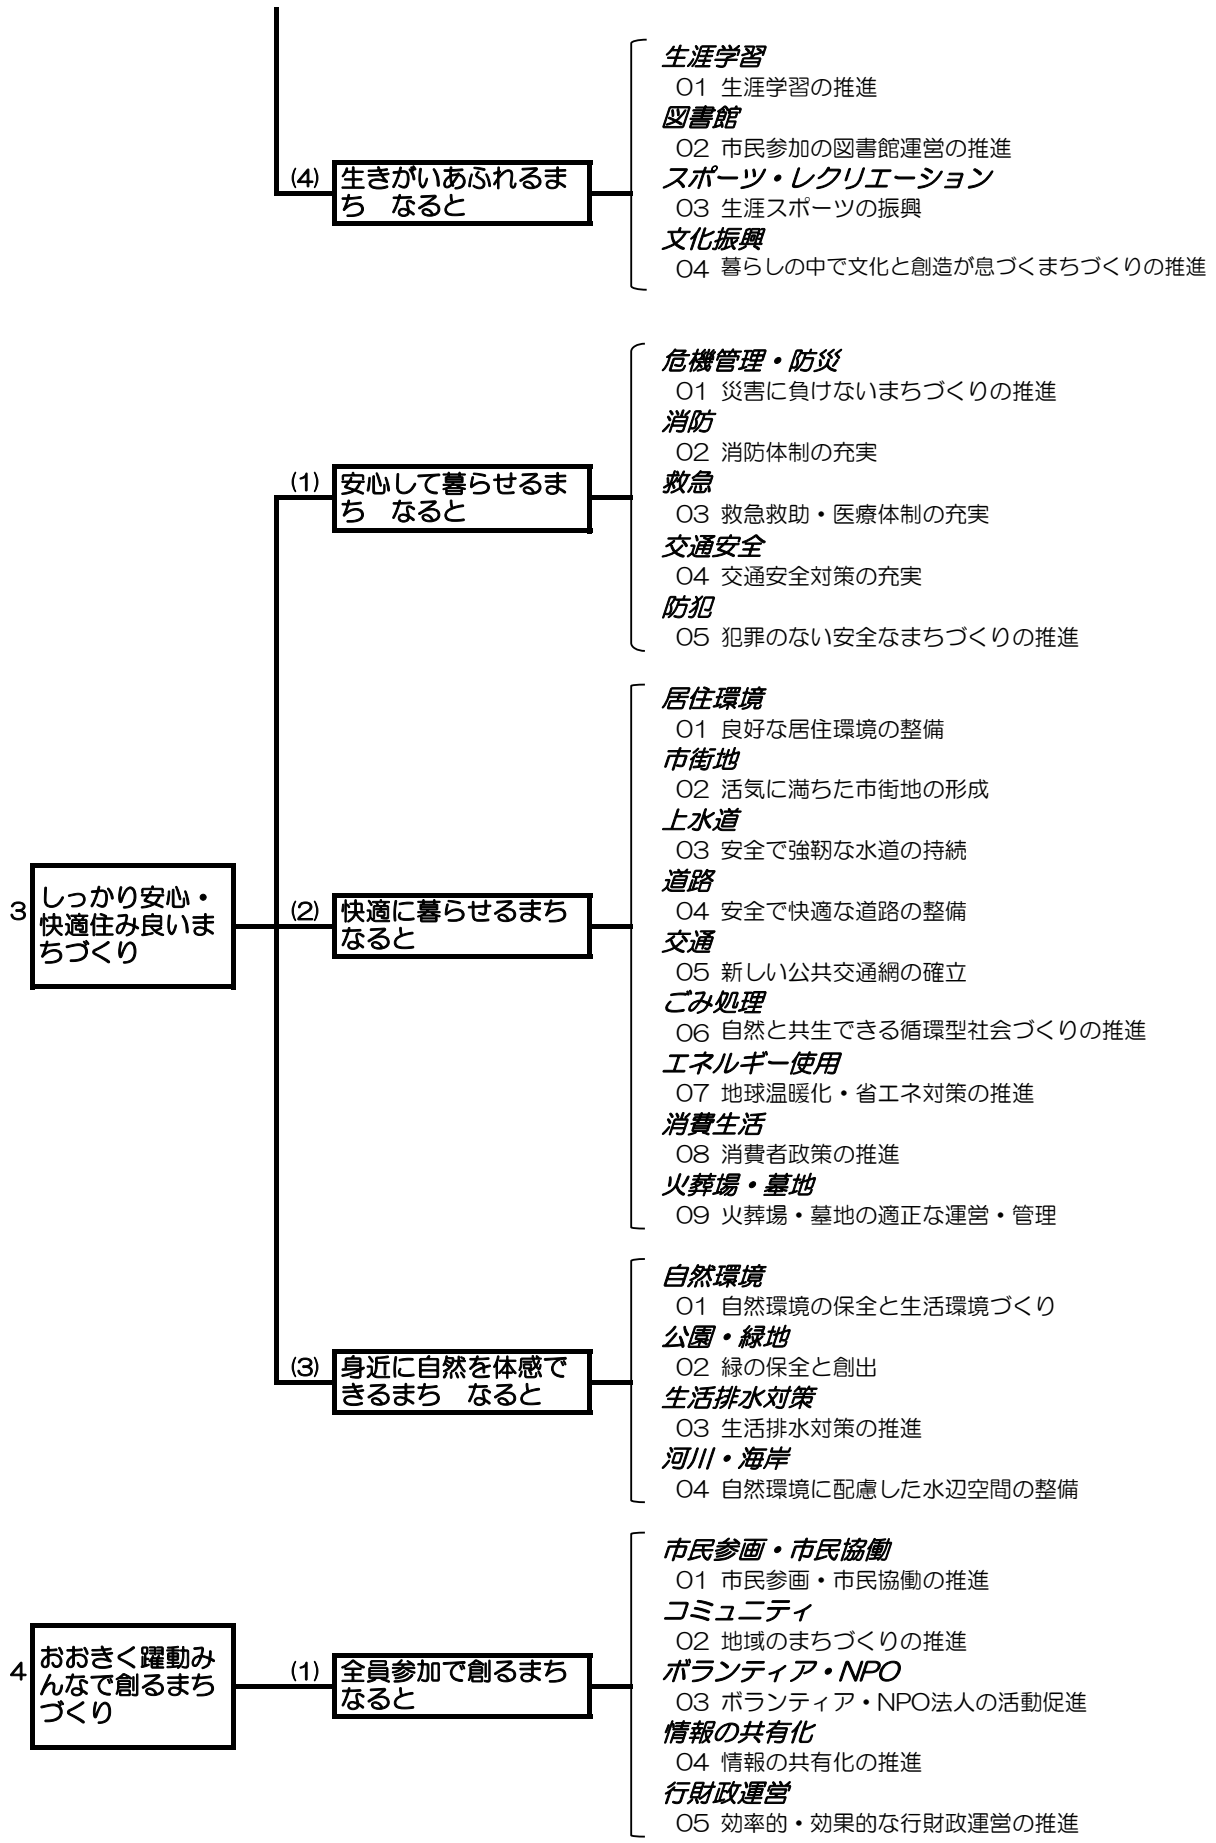 生涯学習
01 生涯学習の推進
図書館
02 市民参加の図書館運営の推進
(4)
生きがいあふれるま
ち　なると
スポーツ・レクリエーション
03 生涯スポーツの振興
文化振興
04 暮らしの中で文化と創造が息づくまちづくりの推進
危機管理・防災
01 災害に負けないまちづくりの推進
消防
02 消防体制の充実
(1)
安心して暮らせるま
ち　なると
救急
03 救急救助・医療体制の充実
交通安全
04 交通安全対策の充実
防犯
05 犯罪のない安全なまちづくりの推進
居住環境
01 良好な居住環境の整備
市街地
02 活気に満ちた市街地の形成
上水道
03 安全で強靭な水道の持続
3
しっかり安心・
快適住み良いま
ちづくり
(2)
快適に暮らせるまち
なると
道路
04 安全で快適な道路の整備
交通
05 新しい公共交通網の確立
ごみ処理
06 自然と共生できる循環型社会づくりの推進
エネルギー使用
07 地球温暖化・省エネ対策の推進
消費生活
08 消費者政策の推進
火葬場・墓地
09 火葬場・墓地の適正な運営・管理
自然環境
01 自然環境の保全と生活環境づくり
公園・緑地
02 緑の保全と創出
(3)
身近に自然を体感で
きるまち　なると
生活排水対策
03 生活排水対策の推進
河川・海岸
04 自然環境に配慮した水辺空間の整備
市民参画・市民協働
01 市民参画・市民協働の推進
コミュニティ
02 地域のまちづくりの推進
4
おおきく躍動み
んなで創るまち
づくり
(1)
全員参加で創るまち
なると
ボランティア・NPO
03 ボランティア・NPO法人の活動促進
情報の共有化
04 情報の共有化の推進
行財政運営
05 効率的・効果的な行財政運営の推進